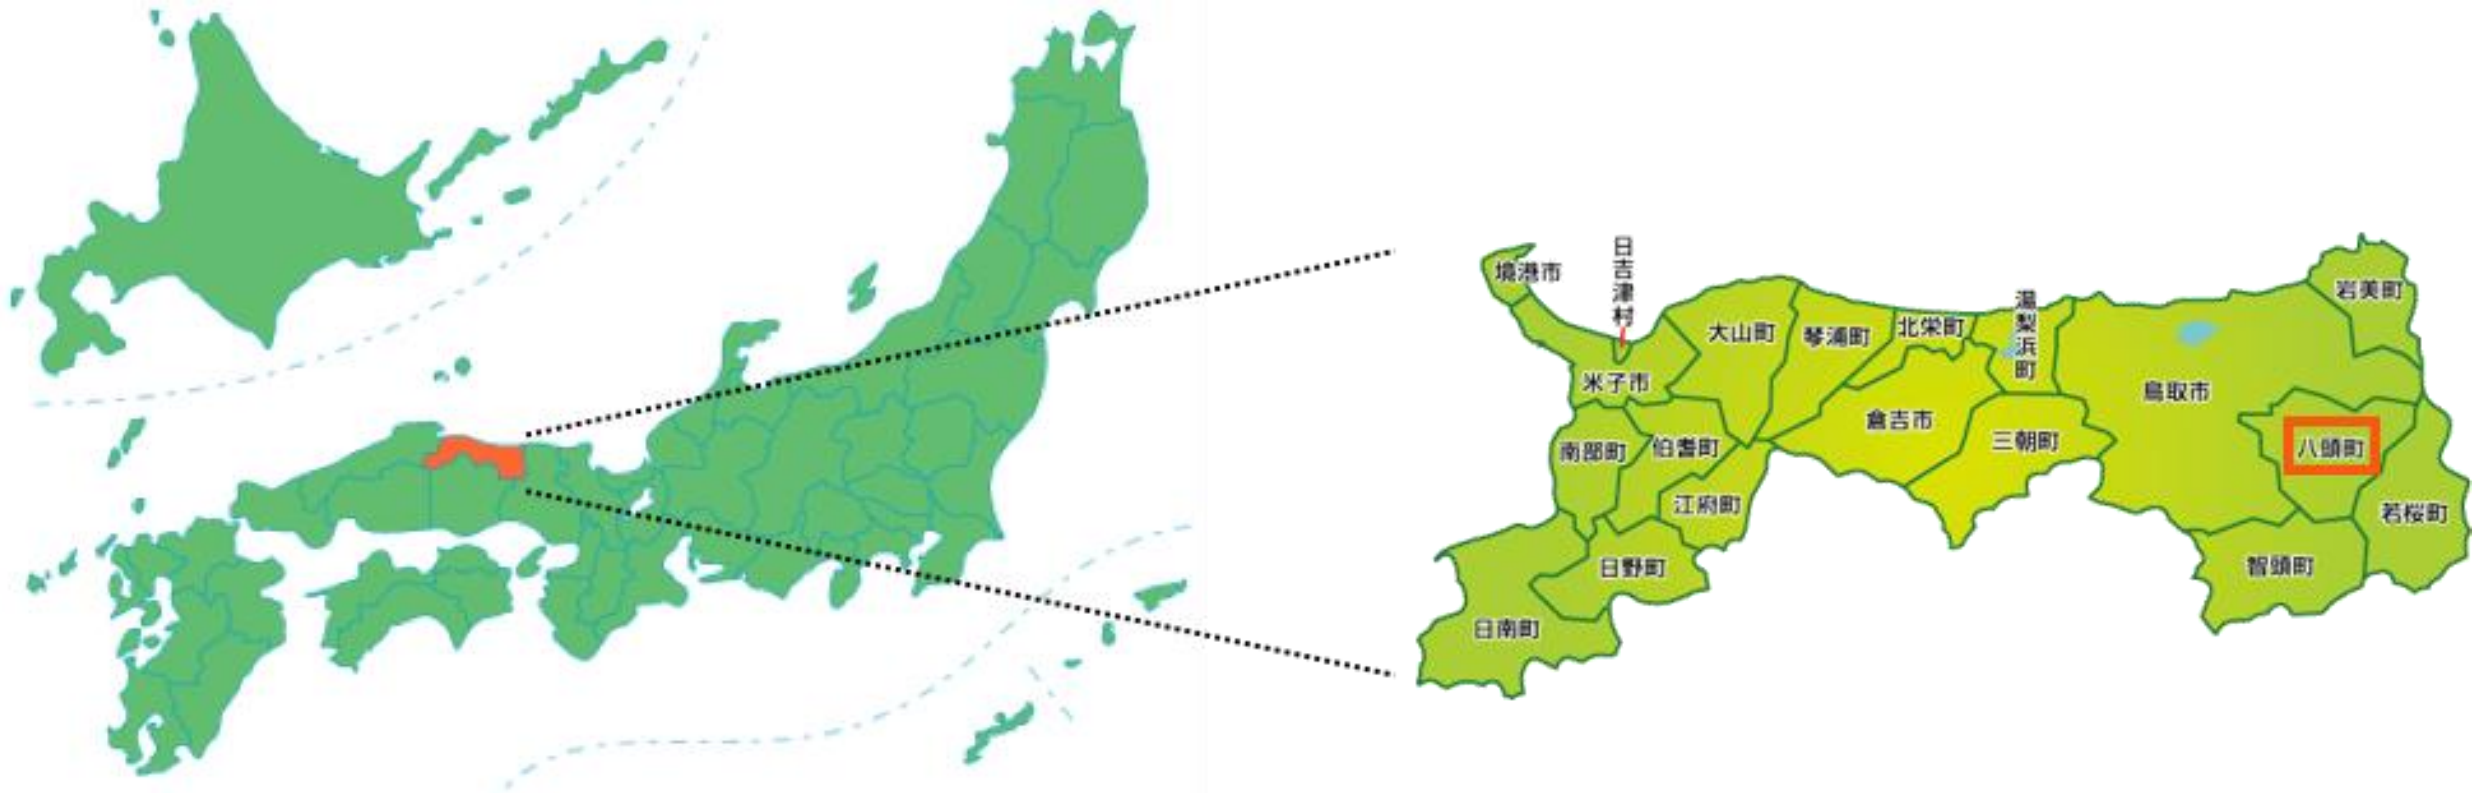 境港市
日吉津村
大山町
琴浦町
北栄町
湯梨浜町
岩美町
米子市
倉吉市
鳥取市
南部町
伯耆町
三朝町
八頭町
江府町
若桜町
日野町
智頭町
日南町